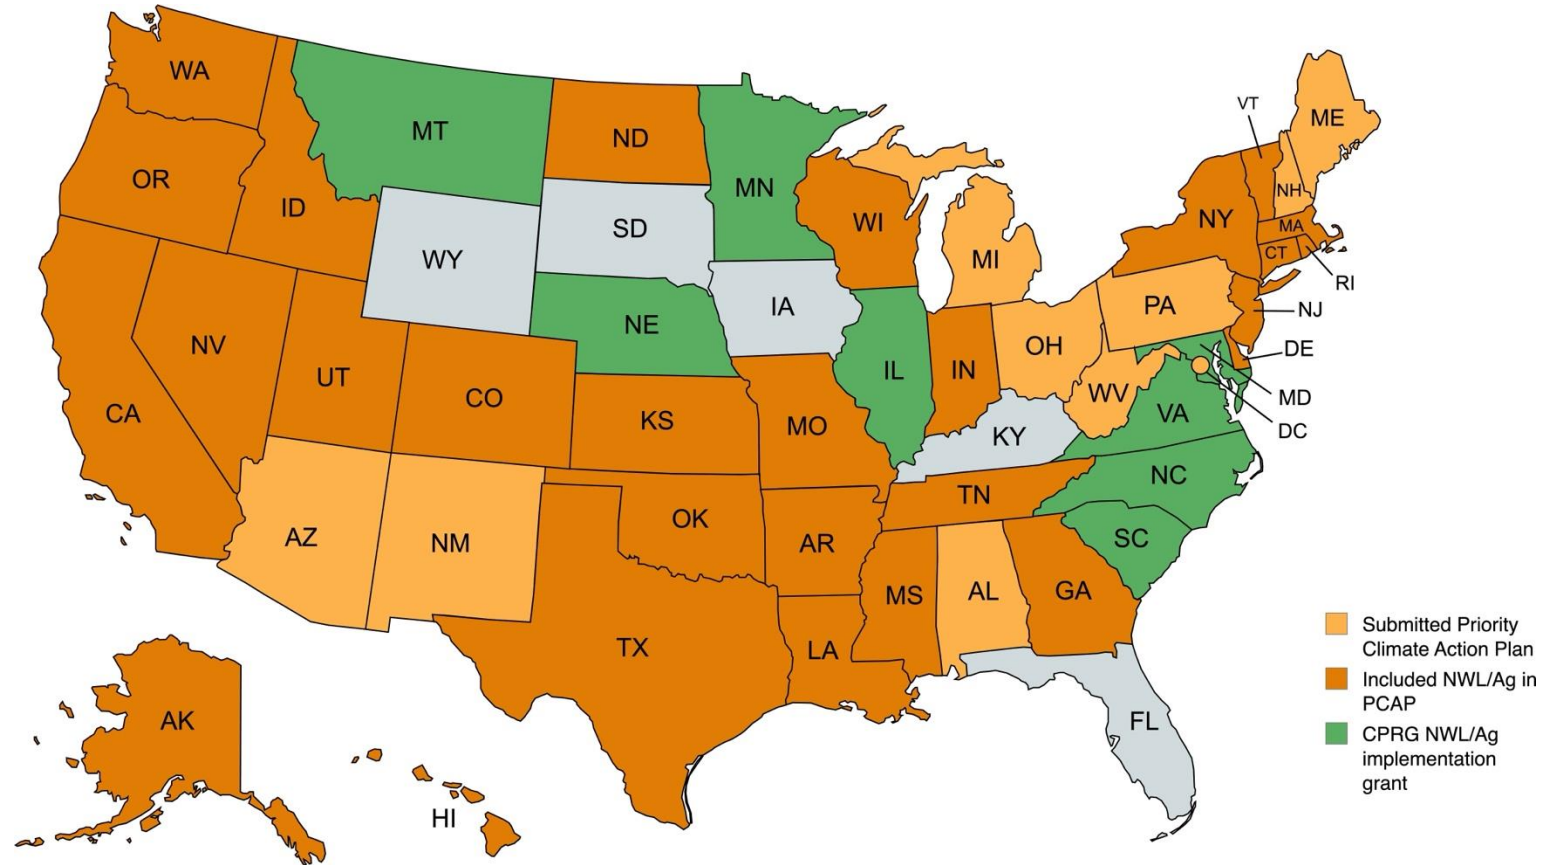 WA
MT
ND
MN
VT
ME
OR
ID
SD
WI
NH
NY
MA
WY
MI
CT
RI
IA
PA
NJ
NE
NV
OH
DE
UT
IL
IN
CO
WV
MD
CA
KS
MO
VA
DC
KY
NC
TN
OK
AZ
NM
AR
SC
MS
AL
GA
TX
LA
AK
FL
HI
Submitted Priority
Climate Action Plan
Included NWL/Ag in
PCAP
CPRG NWL/Ag
implementation
grant